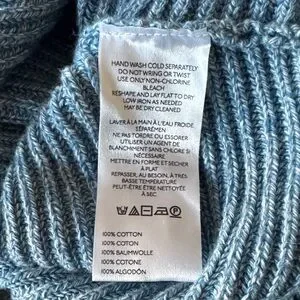 HAND WASH COLD SEPARATELY
DO NOT WRING OR TWIST
USE ONLY NON-CHLORINE
BLEACH
RESHAPE AND LAY FLAT TO DRY
LOW IRON AS NEEDED
MAY BE DRY CLEANED
LAVER À LA MAIN À L'EAU FROIDE
SÉPARÉMEN
NE PAS TORDRE OU ESSORER
UTILISER UN AGENT DE
BLANCHIMENT SANS CHLORE SI
NÉCESSAIRE
METTRE EN FORME ET SÉCHER
À PLAT
REPASSER, AU BESOIN, À TRÈS
BASSE TEMPÉRATURE
PEUT-ÊTRE ÊTRE NETTOYÉ
À SEC
100% COTTON
100% COTON
100% BAUMWOLLE
100% COTONE
100% ALGODÓN